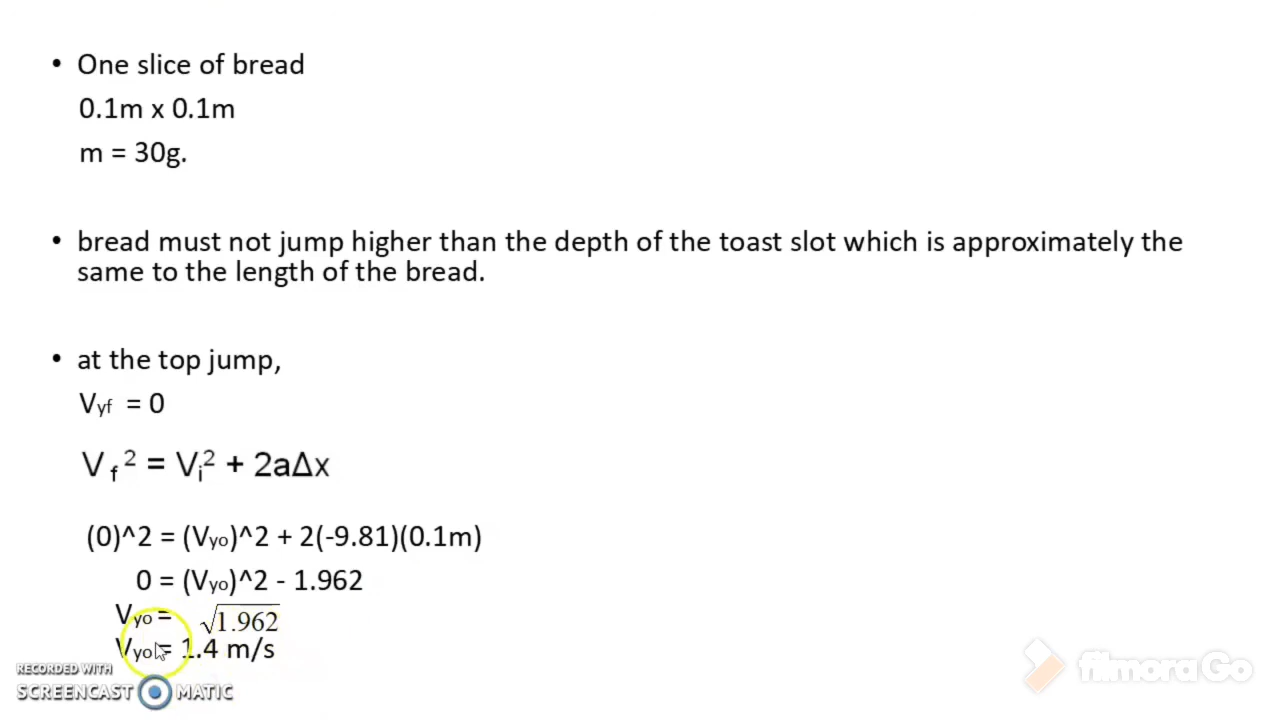 • One slice of bread
0.1m x 0.1m
m = 30g.
• bread must not jump higher than the depth of the toast slot which is approximately the
same to the length of the bread.
• at the top jump,
Vyf = 0
V f 2 = Vi2 + 2aΔx
(0)^2 = (Vyo)^2 + 2(-9.81)(0.1m)
0 = (Vyo)^2 - 1.962
Vyo = √1.962
Vyo = 1.4 m/s
RECORDED WITH
SCREENCAST MATIC
filmoraGo